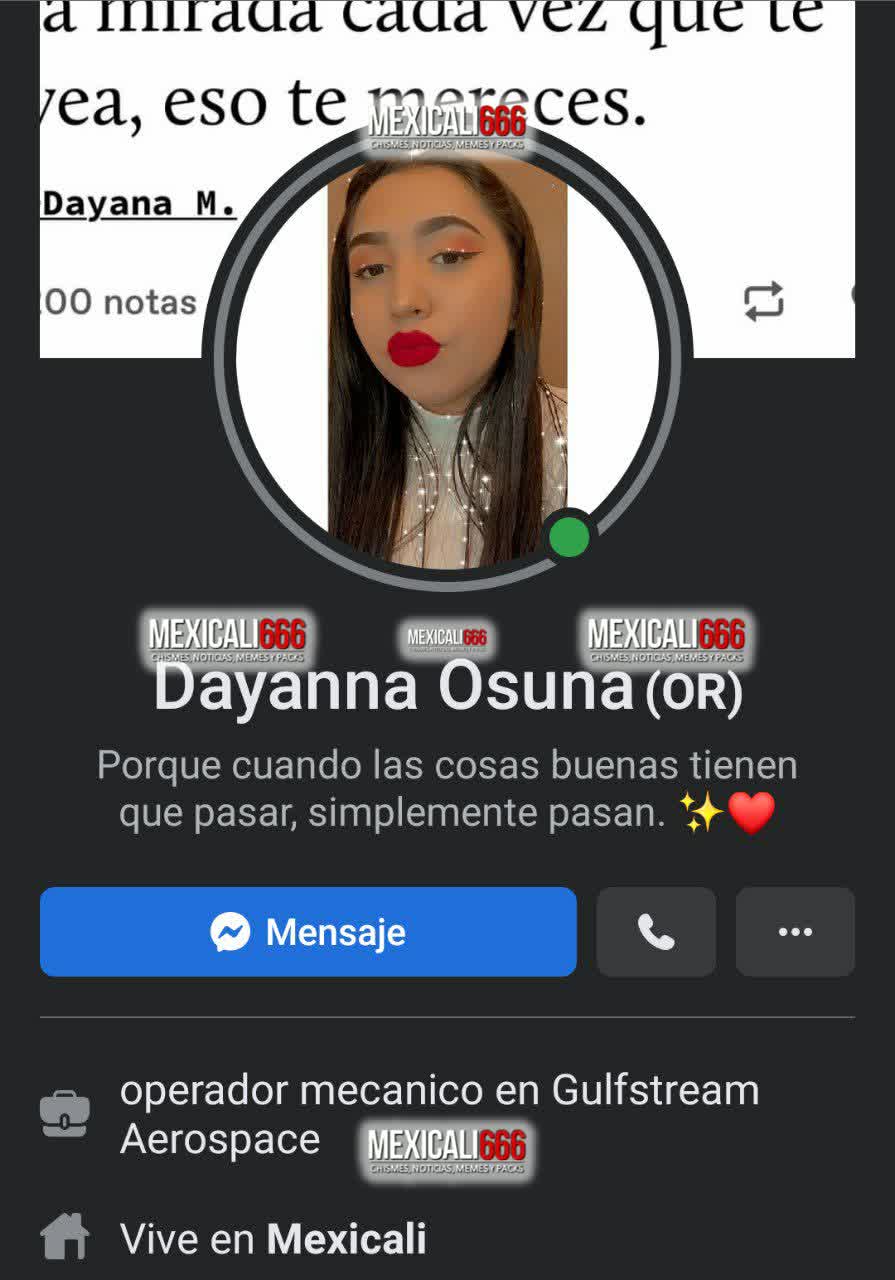 a mirada cada vez que te
vea, eso te mereces.
MEXICALI666
CHISMES, NOTICIAS, MEMES Y PACKS
Dayana M.
00 notas
MEXICALI666 MEXICALI666 MEXICALI666
CHISMES, NOTICIAS, MEMES Y PACKS CHISMES, NOTICIAS, MEMES Y PACKS
Dayanna Osuna (OR)
Porque cuando las cosas buenas tienen
que pasar, simplemente pasan. ✨❤️
Mensaje
operador mecanico en Gulfstream
Aerospace MEXICALI666
CHISMES, NOTICIAS, MEMES Y PACKS
Vive en Mexicali